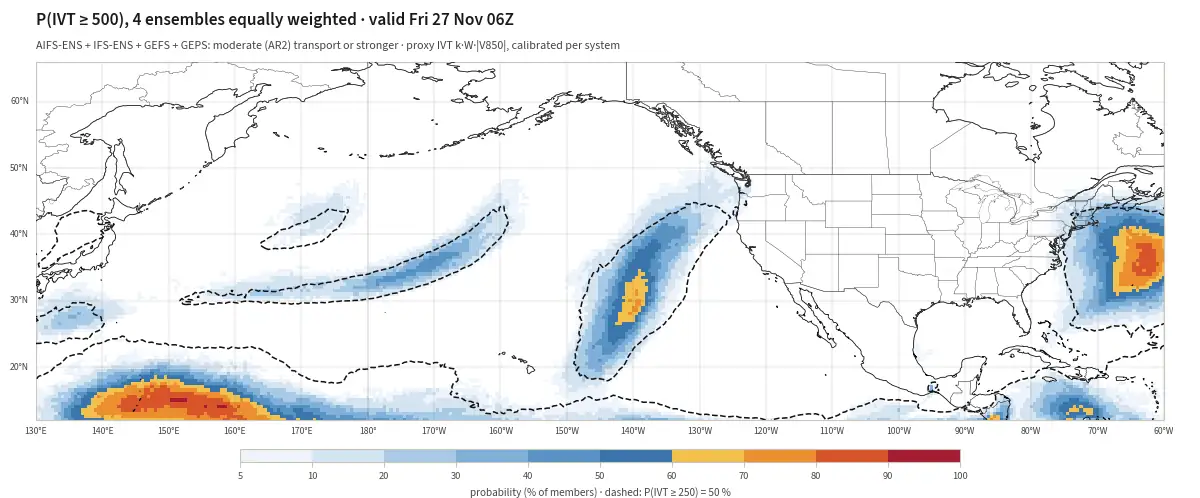 P(IVT ≥ 500), 4 ensembles equally weighted · valid Fri 27 Nov 06Z
AIFS-ENS + IFS-ENS + GEFS + GEPS: moderate (AR2) transport or stronger · proxy IVT k·W·|V850|, calibrated per system
60°N
50°N
40°N
30°N
20°N
130°E 140°E 150°E 160°E 170°E 180° 170°W 160°W 150°W 140°W 130°W 120°W 110°W 100°W 90°W 80°W 70°W 60°W
5 10 20 30 40 50 60 70 80 90 100
probability (% of members) · dashed: P(IVT ≥ 250) = 50 %